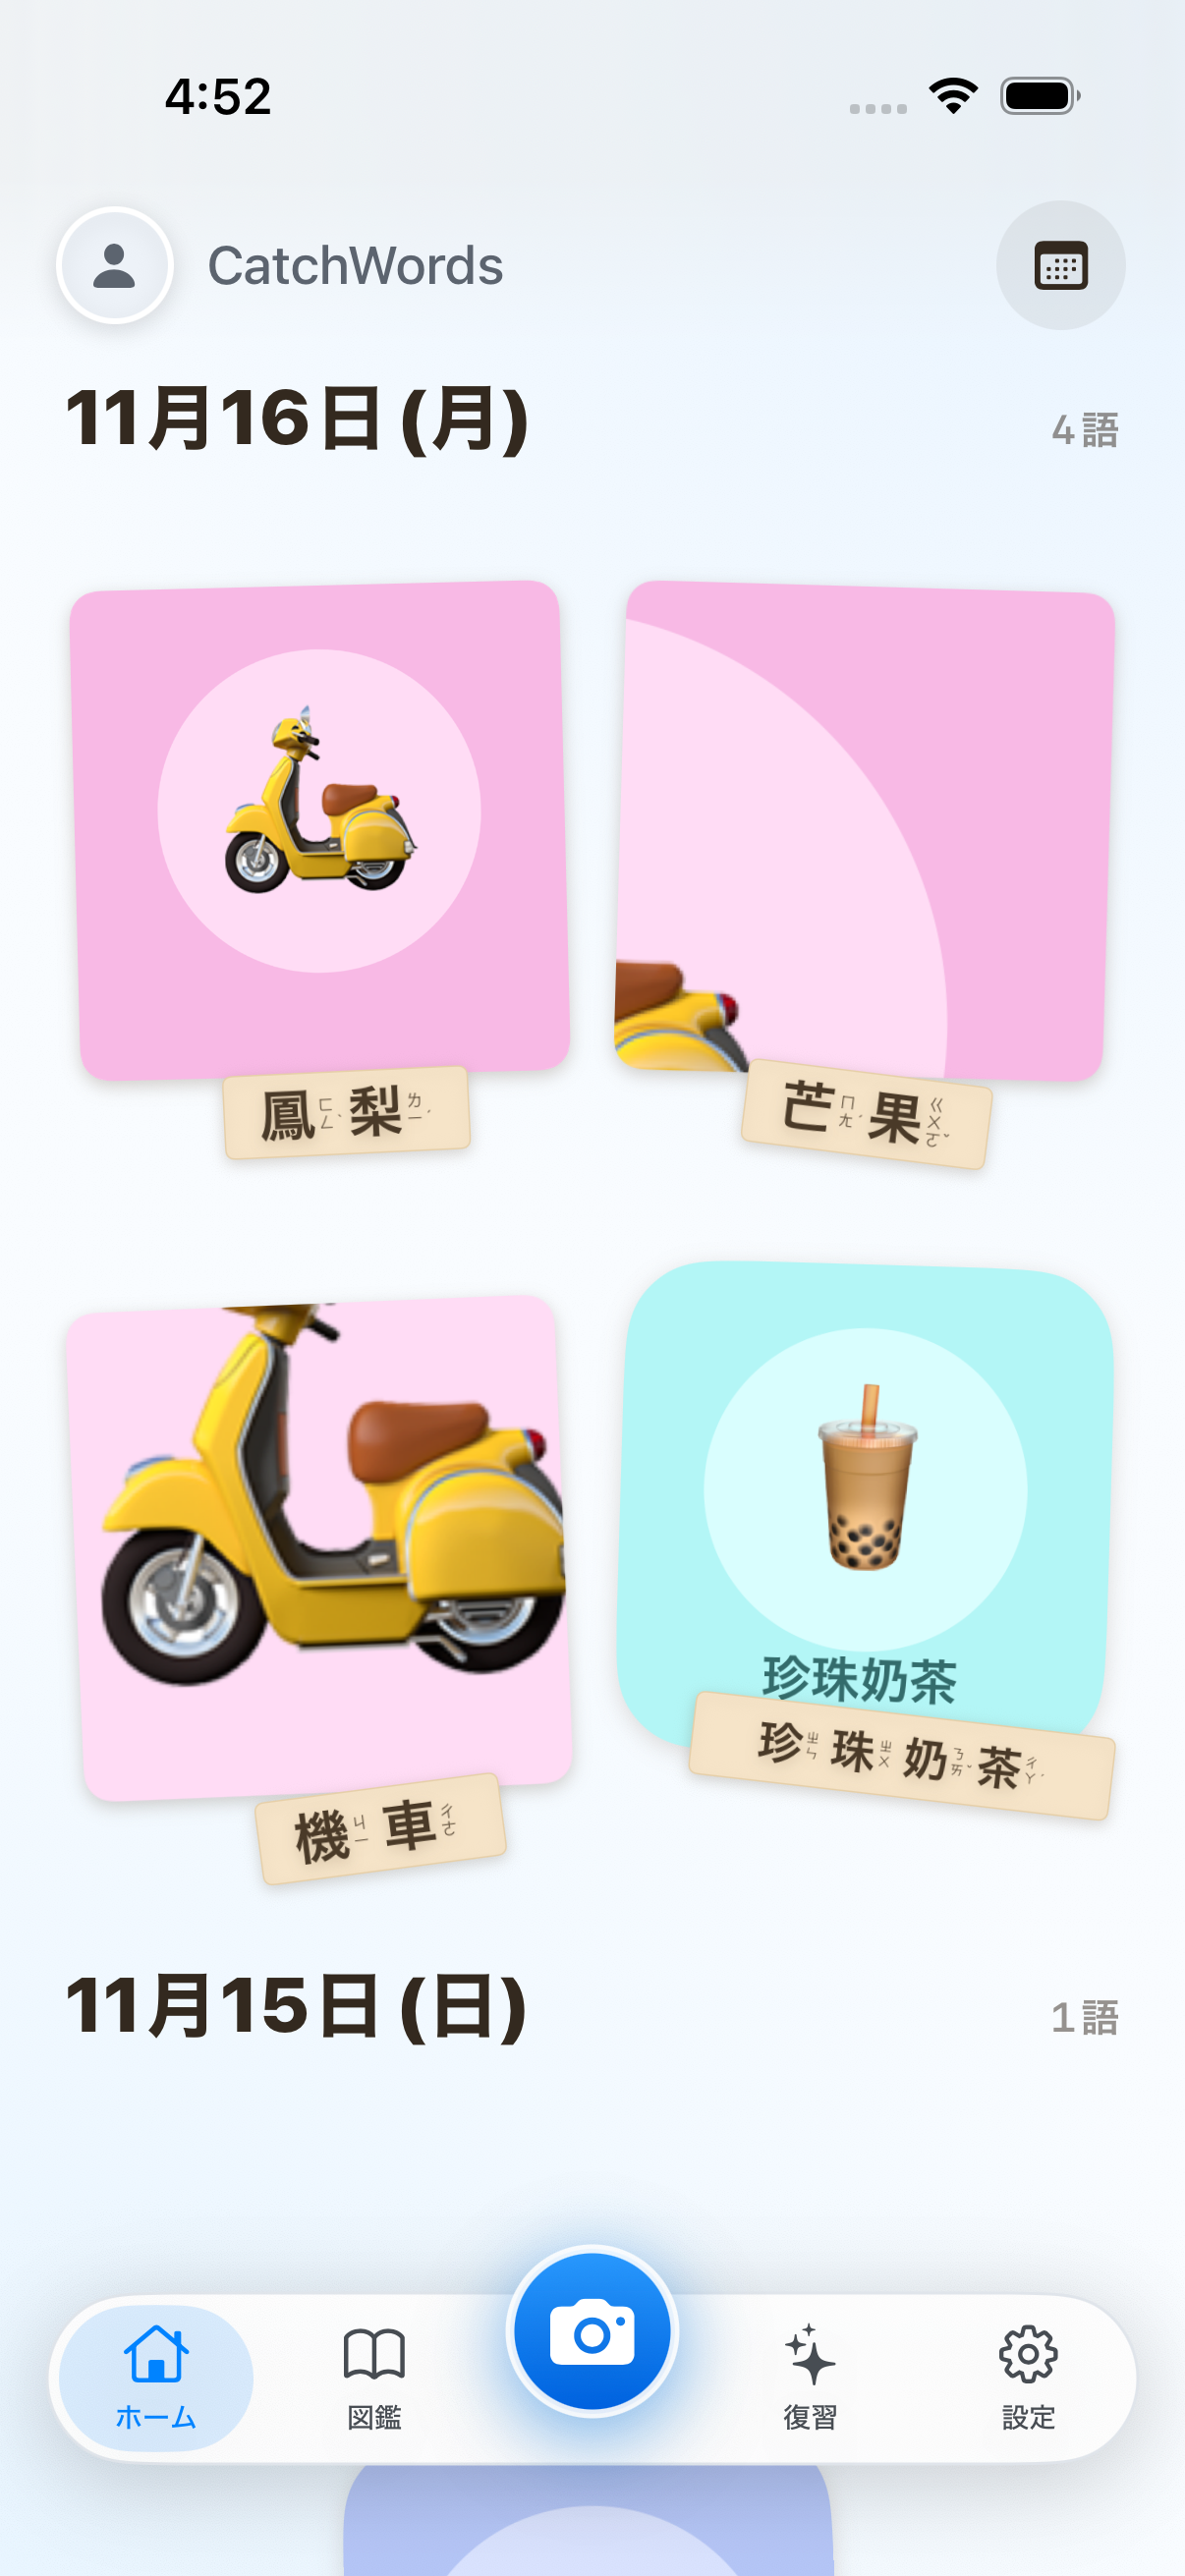 4:52
CatchWords
11月16日(月)
4語
鳳ㄈㄥˋ梨ㄌㄧˊ
芒ㄇㄤˊ果ㄍㄨㄛˇ
珍珠奶茶
珍ㄓㄣ珠ㄓㄨ奶ㄋㄞˇ茶ㄔㄚˊ
機ㄐㄧ車ㄔㄜ
11月15日(日)
1語
ホーム
図鑑
復習
設定